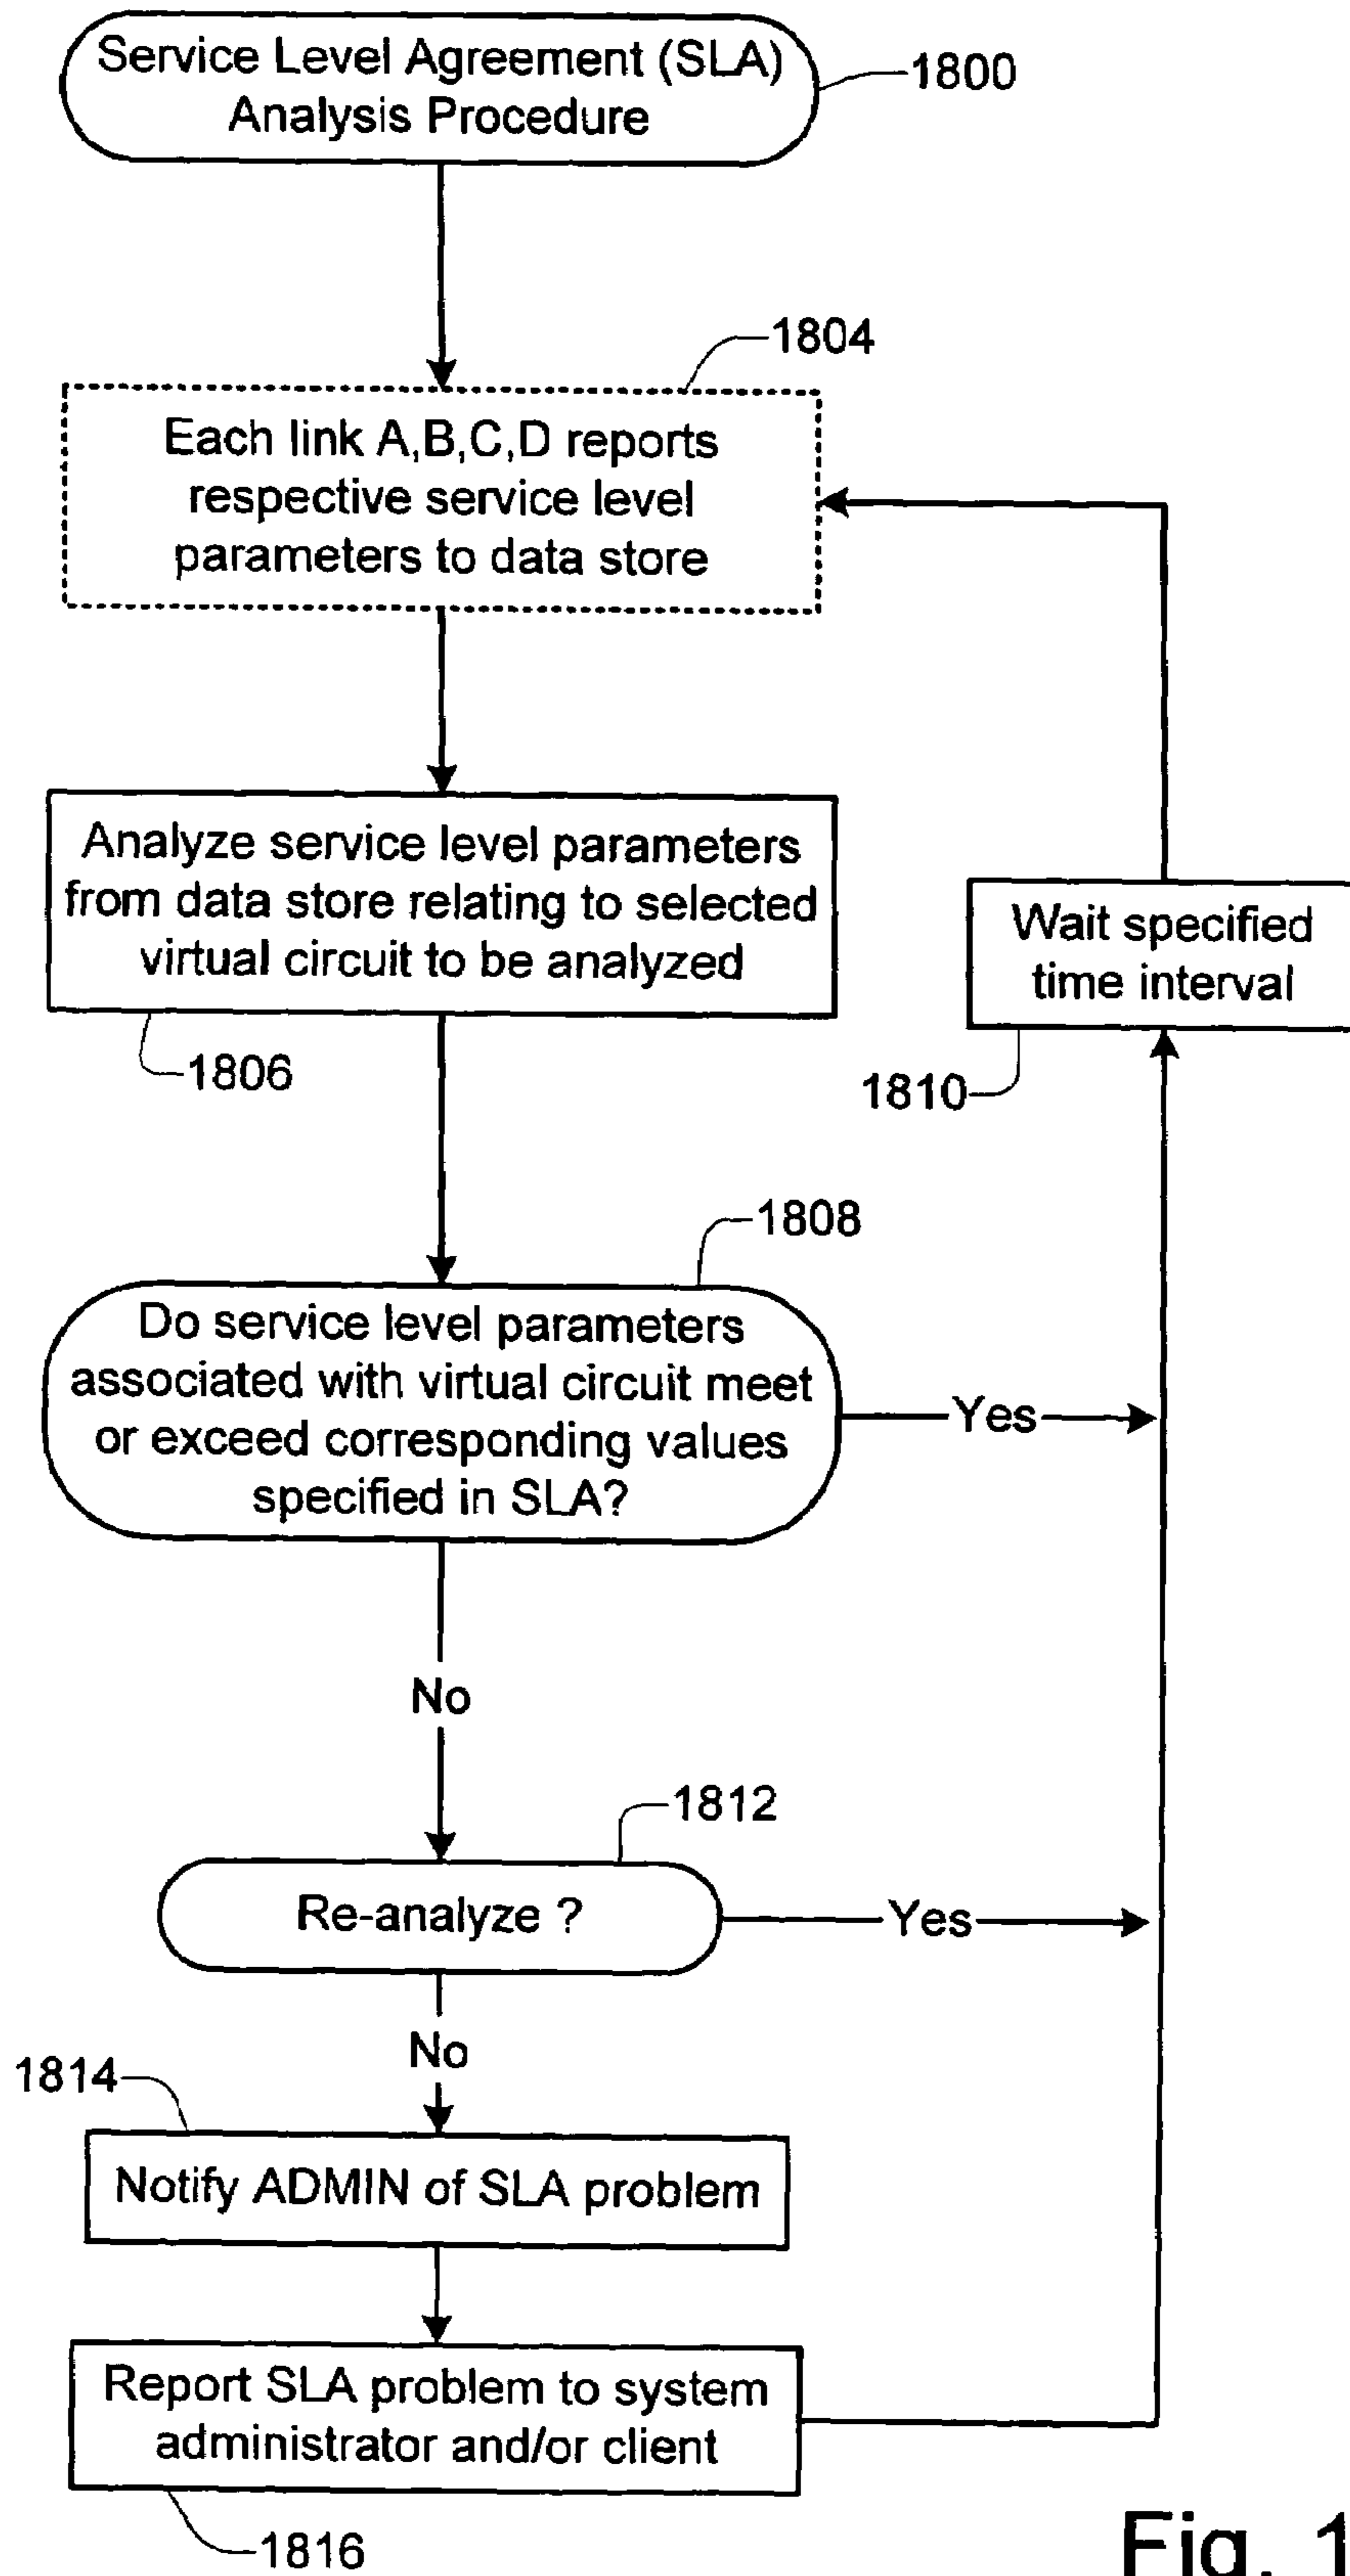 Service Level Agreement (SLA)
Analysis Procedure
1800
1804
Each link A,B,C,D reports
respective service level
parameters to data store
Analyze service level parameters
from data store relating to selected
virtual circuit to be analyzed
1806
Wait specified
time interval
1810
1808
Do service level parameters
associated with virtual circuit meet
or exceed corresponding values
specified in SLA?
Yes
No
1812
Re-analyze ?
Yes
No
1814
Notify ADMIN of SLA problem
Report SLA problem to system
administrator and/or client
1816
Fig. 1